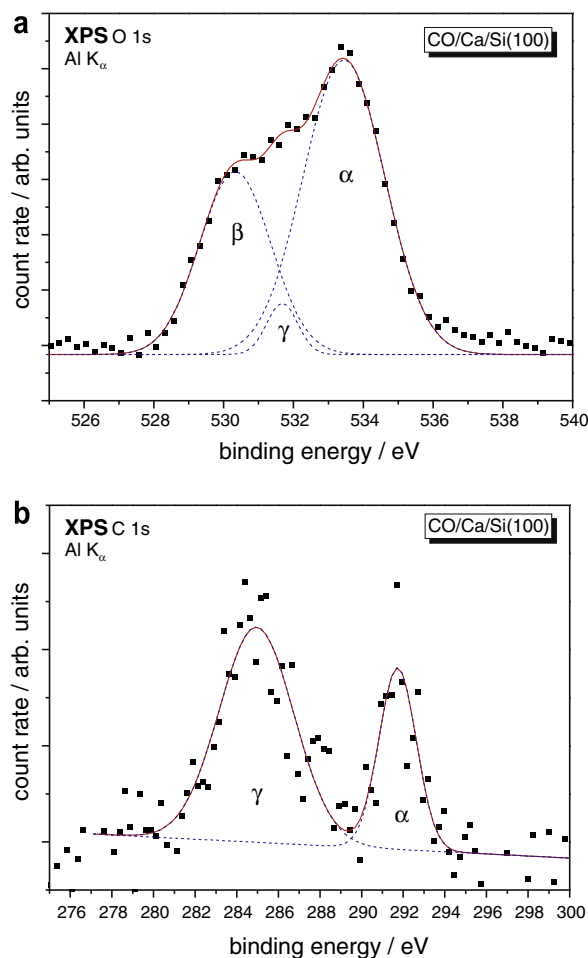 a
XPS O 1s
Al Kα
CO/Ca/Si(100)
α
β
γ
count rate / arb. units
526 528 530 532 534 536 538 540
binding energy / eV
b
XPS C 1s
Al Kα
CO/Ca/Si(100)
γ
α
count rate / arb. units
276 278 280 282 284 286 288 290 292 294 296 298 300
binding energy / eV